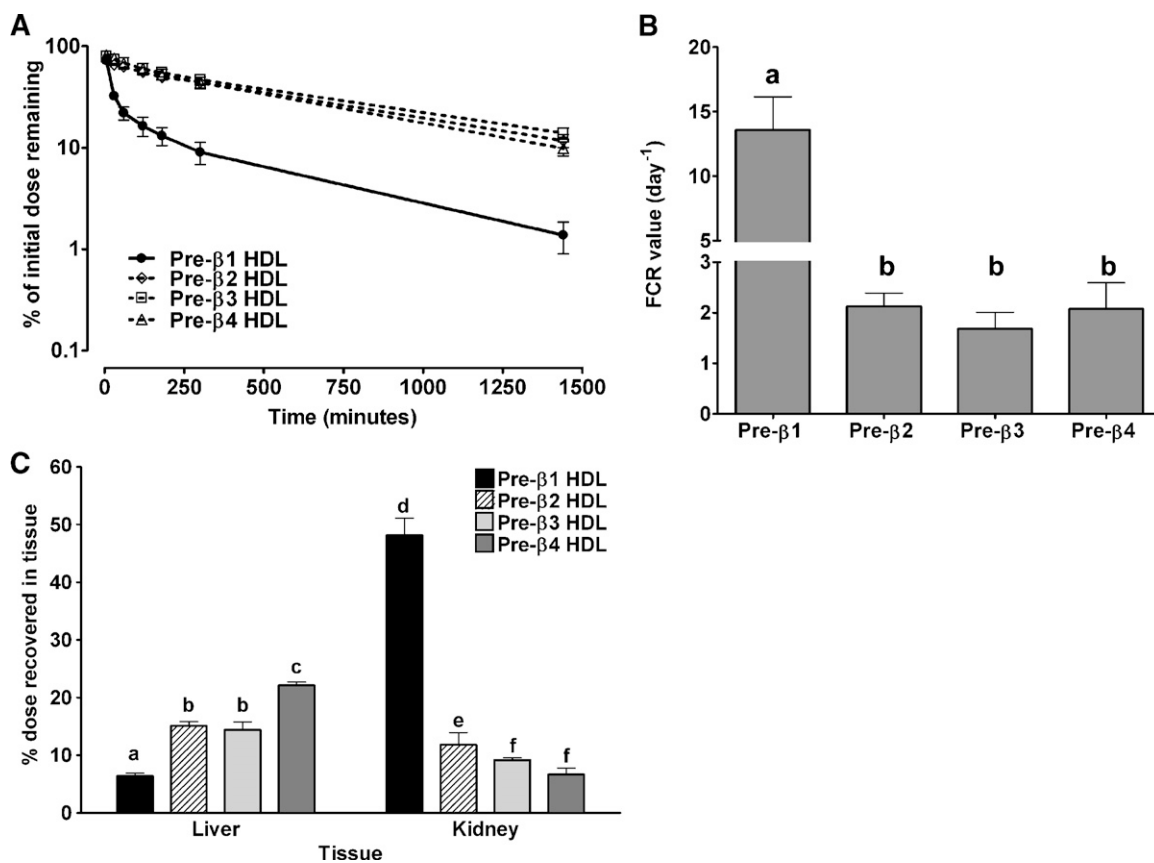 A
% of initial dose remaining
100
10
1
0.1
Pre-β1 HDL
Pre-β2 HDL
Pre-β3 HDL
Pre-β4 HDL
0 250 500 750 1000 1250 1500
Time (minutes)
B
FCR value (day⁻¹)
20
15
10
5
3
2
1
0
a
b
b
b
Pre-β1 Pre-β2 Pre-β3 Pre-β4
C
% dose recovered in tissue
60
50
40
30
20
10
0
Pre-β1 HDL
Pre-β2 HDL
Pre-β3 HDL
Pre-β4 HDL
a
b
b
c
d
e
f
f
Liver Kidney
Tissue